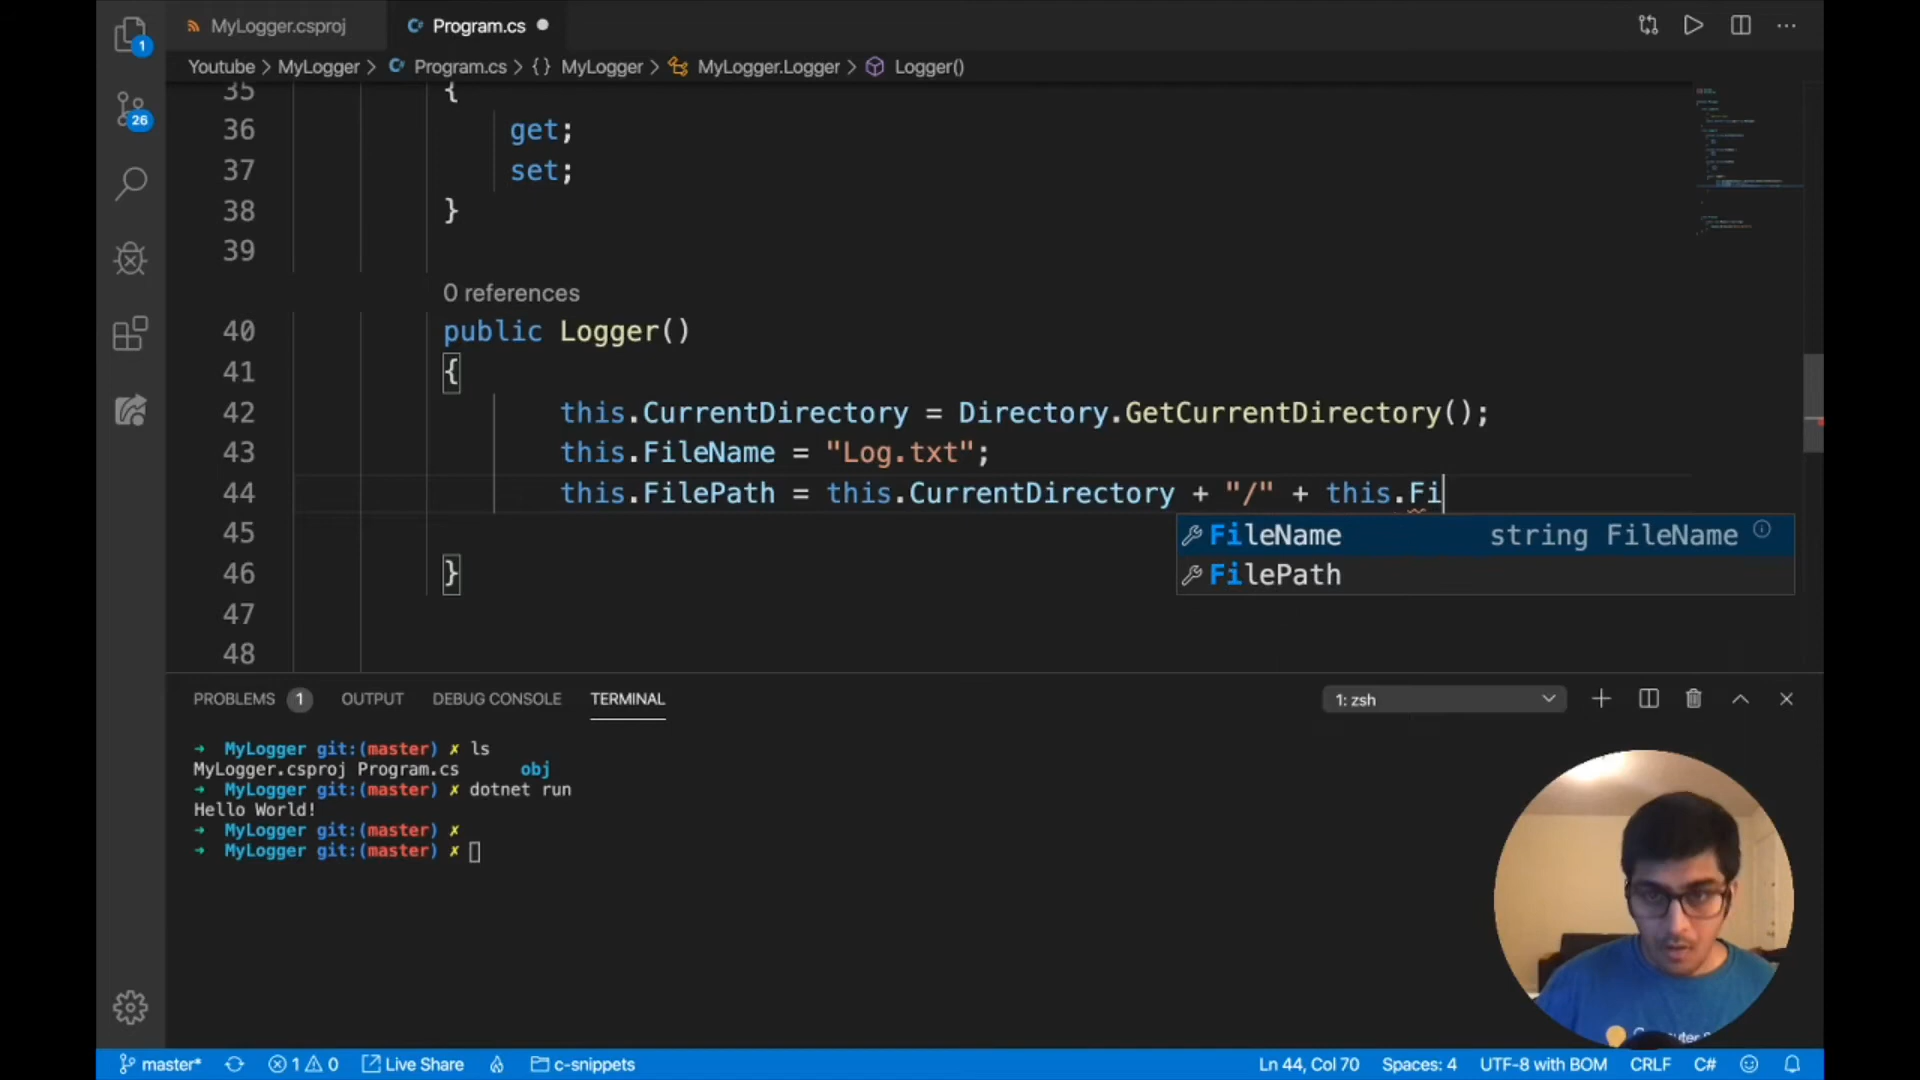 MyLogger.csproj
Program.cs
Youtube > MyLogger > Program.cs > {} MyLogger > MyLogger.Logger > Logger()
1
26
35 {
36 get;
37 set;
38 }
39
0 references
40 public Logger()
41 {
42 this.CurrentDirectory = Directory.GetCurrentDirectory();
43 this.FileName = "Log.txt";
44 this.FilePath = this.CurrentDirectory + "/" + this.Fi
FileName string FileName
FilePath
45
46 }
47
48
PROBLEMS 1 OUTPUT DEBUG CONSOLE TERMINAL 1: zsh
→ MyLogger git:(master) ✗ ls
MyLogger.csproj Program.cs obj
→ MyLogger git:(master) ✗ dotnet run
Hello World!
→ MyLogger git:(master) ✗
→ MyLogger git:(master) ✗
master* 1 0 Live Share c-snippets Ln 44, Col 70 Spaces: 4 UTF-8 with BOM CRLF C#